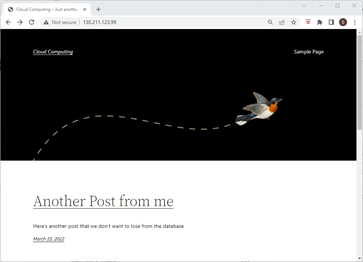 Cloud Computing – Just another
Not secure | 130.211.123.99
Cloud Computing
Sample Page
Another Post from me
Here's another post that we don't want to lose from the database
March 23, 2022